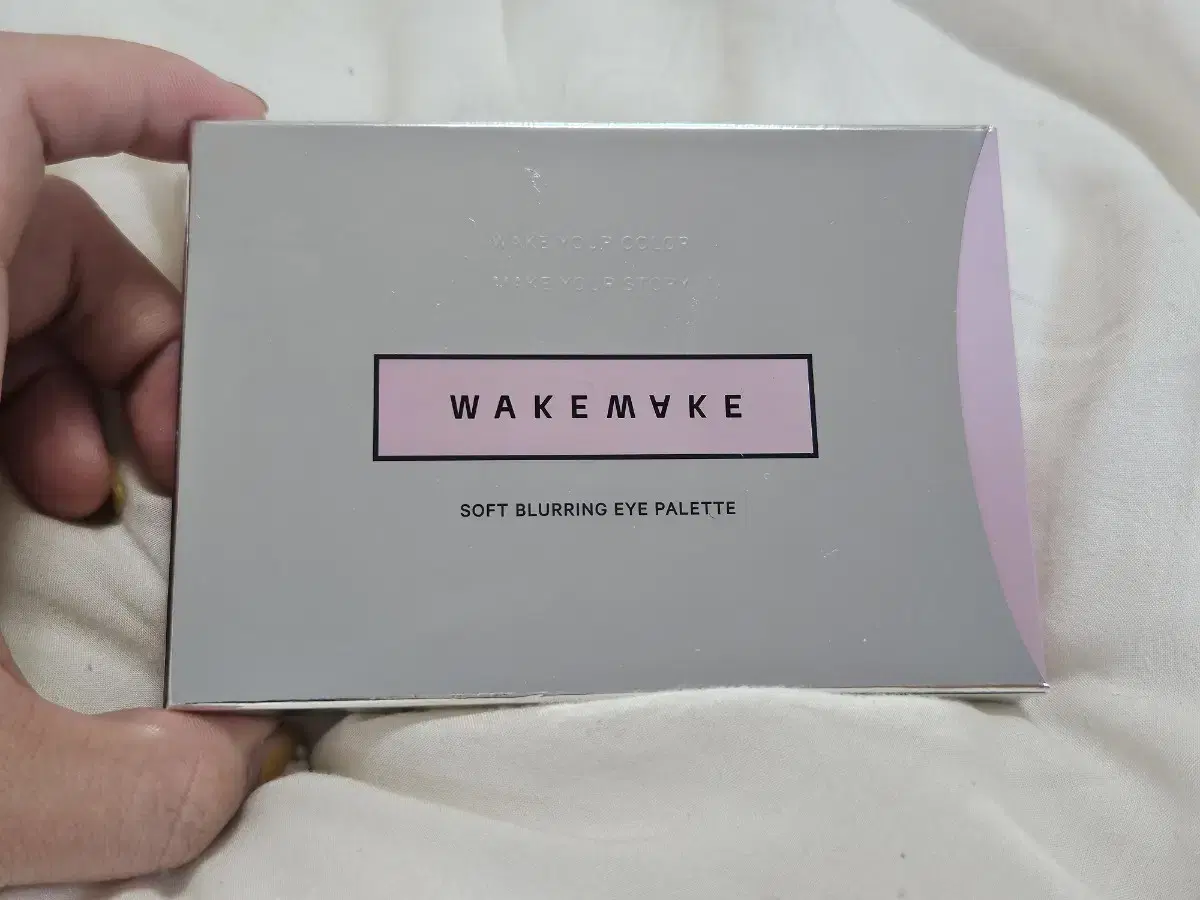 WAKE YOUR COLOR
MAKE YOUR STORY
WAKEMAKE
SOFT BLURRING EYE PALETTE